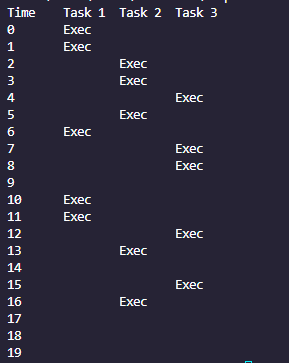 Time Task 1 Task 2 Task 3
0 Exec
1 Exec
2 Exec
3 Exec
4 Exec
5 Exec
6 Exec
7 Exec
8 Exec
9
10 Exec
11 Exec
12 Exec
13 Exec
14
15 Exec
16 Exec
17
18
19